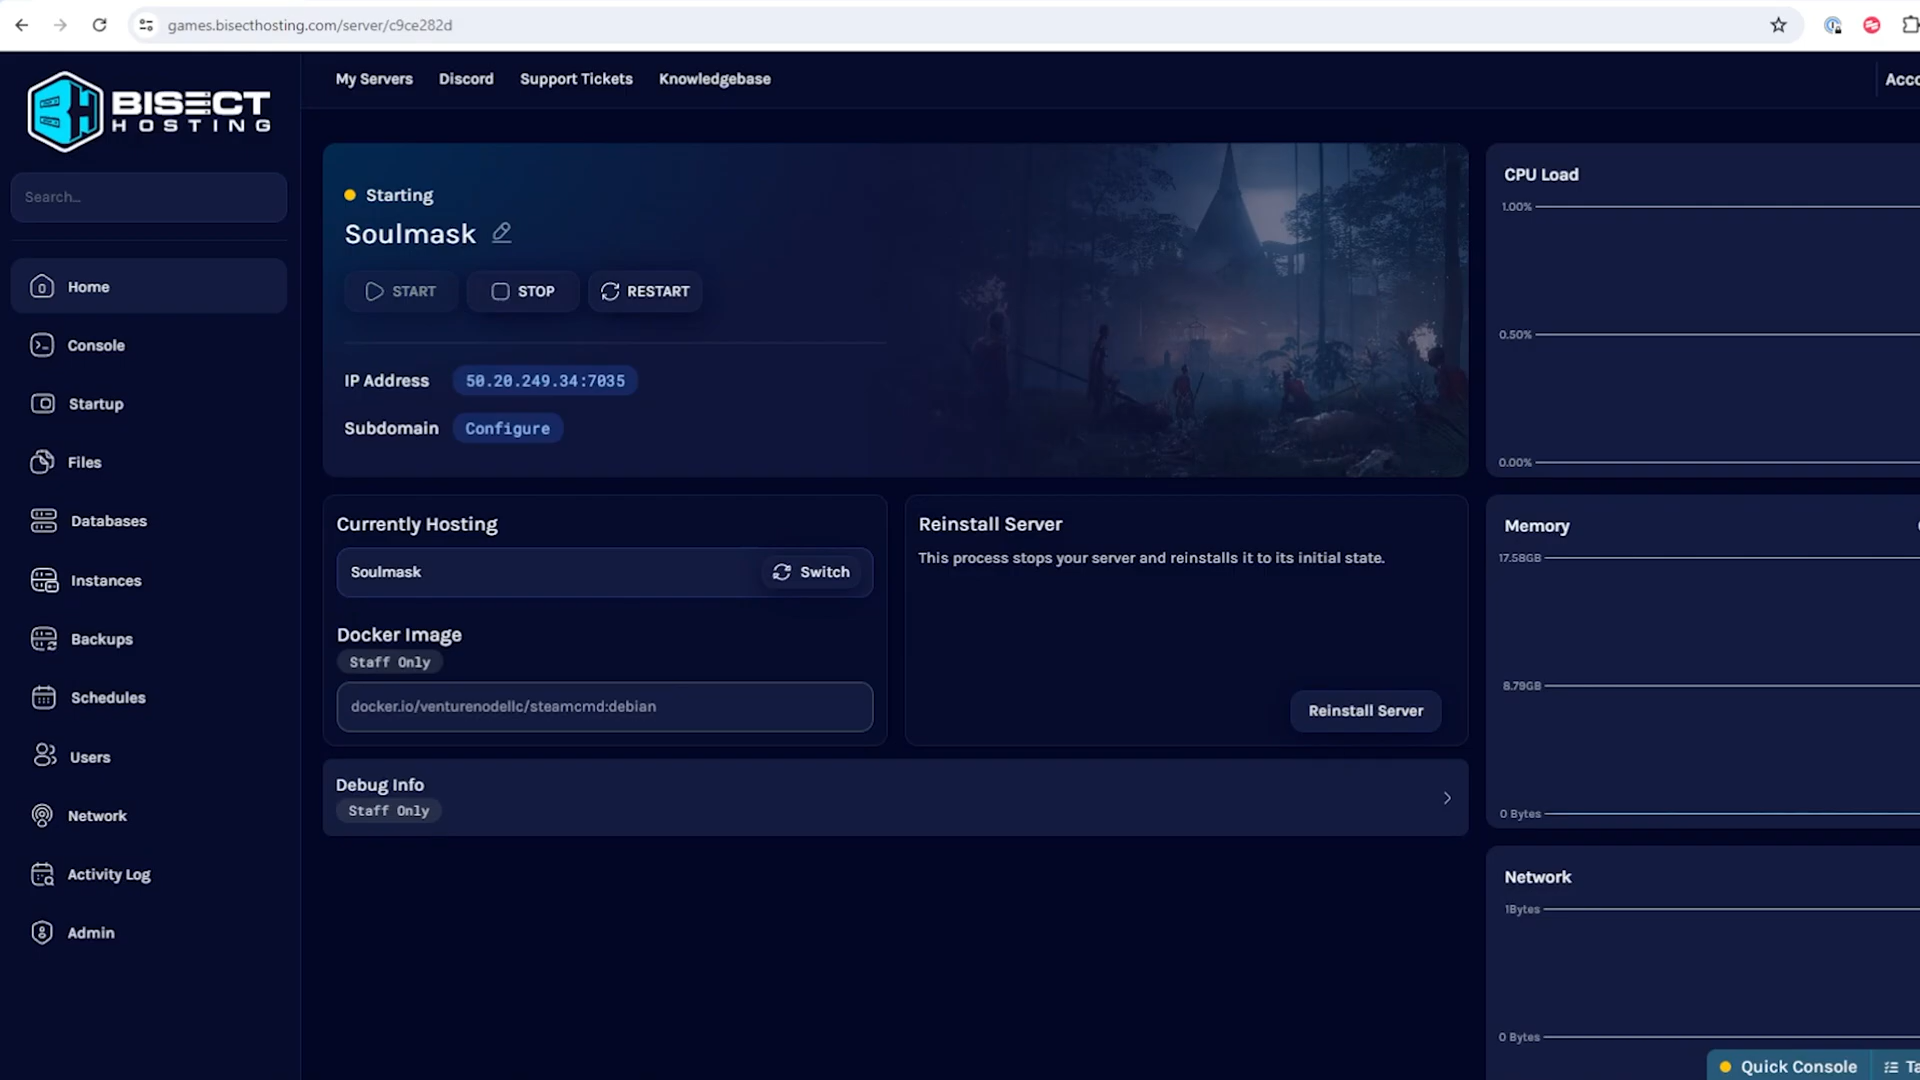 games.bisecthosting.com/server/c9ce282d
BISECT
HOSTING
My Servers
Discord
Support Tickets
Knowledgebase
Search...
Home
Console
Startup
Files
Databases
Instances
Backups
Schedules
Users
Network
Activity Log
Admin
Starting
Soulmask
START
STOP
RESTART
IP Address
50.20.249.34:7035
Subdomain
Configure
Currently Hosting
Soulmask
Switch
Docker Image
Staff Only
docker.io/venturenodellc/steamcmd:debian
Reinstall Server
This process stops your server and reinstalls it to its initial state.
Reinstall Server
Debug Info
Staff Only
CPU Load
1.00%
0.50%
0.00%
Memory
17.58GB
8.79GB
0 Bytes
Network
1Bytes
0 Bytes
Quick Console